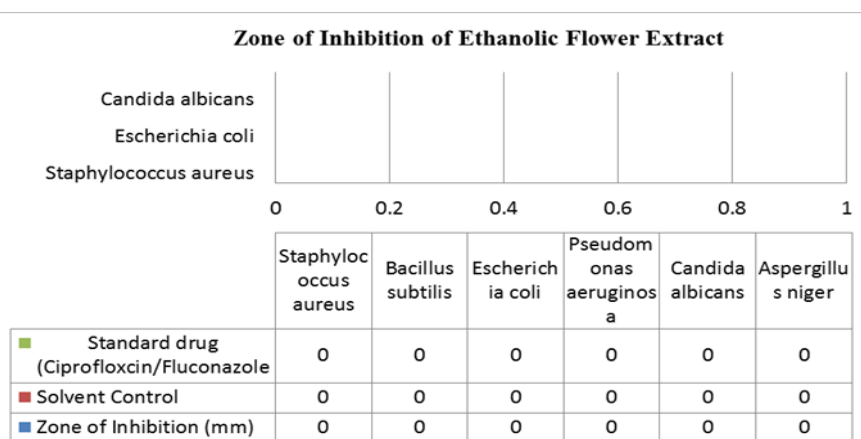 Zone of Inhibition of Ethanolic Flower Extract
Candida albicans
Escherichia coli
Staphylococcus aureus
0 0.2 0.4 0.6 0.8 1
Staphyloc
occus
aureus
Bacillus
subtilis
Escherich
ia coli
Pseudom
onas
aeruginos
a
Candida
albicans
Aspergillu
s niger
Standard drug
(Ciprofloxcin/Fluconazole
0 0 0 0 0 0
Solvent Control 0 0 0 0 0 0
Zone of Inhibition (mm) 0 0 0 0 0 0